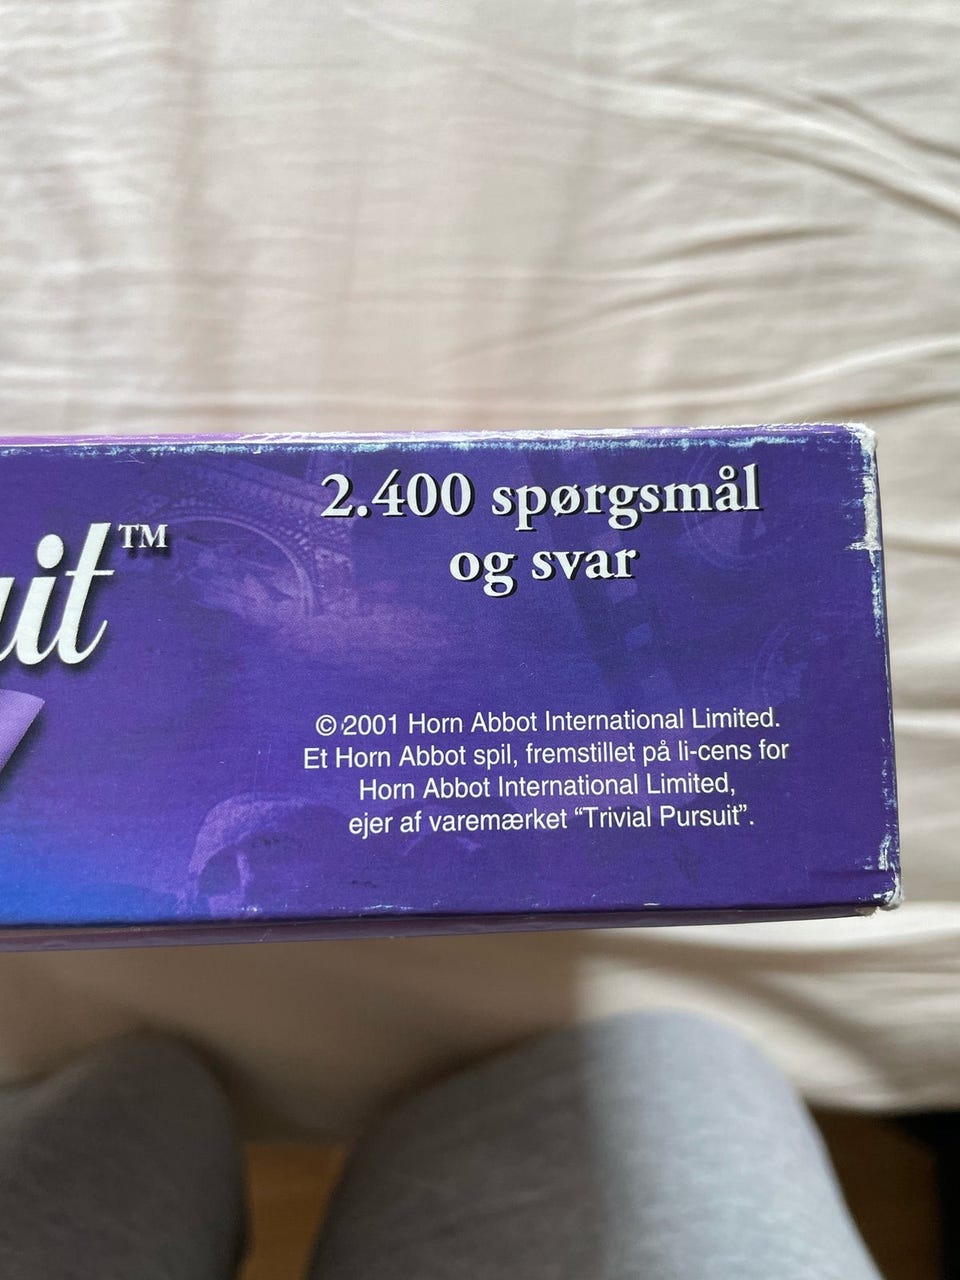 2.400 spørgsmål
og svar
uit™
© 2001 Horn Abbot International Limited.
Et Horn Abbot spil, fremstillet på li-cens for
Horn Abbot International Limited,
ejer af varemærket “Trivial Pursuit”.